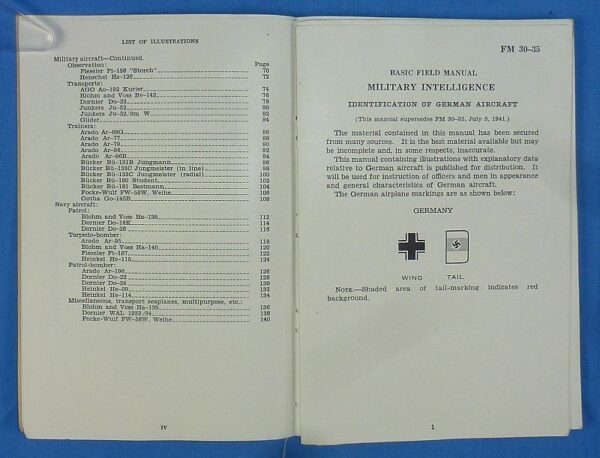 LIST OF ILLUSTRATIONS
Military aircraft—Continued.
Observation: Page
Fieseler Fi-156 "Storch" 70
Henschel Hs-126 72
Transports:
AGO Ao-192 Kurier 74
Blohm and Voss Bv-142 76
Dornier Do-23 78
Junkers Ju-52 80
Junkers Ju-52/3m W 82
Glider 84
Trainers:
Arado Ar-68G 86
Arado Ar-77 88
Arado Ar-79 90
Arado Ar-96 92
Arado Ar-96B 94
Bücker Bü-131B Jungmann 96
Bücker Bü-133C Jungmeister (in line) 98
Bücker Bü-133C Jungmeister (radial) 100
Bücker Bü-180 Student 102
Bücker Bü-181 Bestmann 104
Focke-Wulf FW-58W, Weihe 106
Gotha Go-145B 108
Navy aircraft:
Patrol:
Blohm and Voss Ha-138 112
Dornier Do-18K 114
Dornier Do-26 116
Torpedo-bomber:
Arado Ar-95 118
Blohm and Voss Ha-140 120
Fieseler Fi-167 122
Heinkel He-115 124
Patrol-bomber:
Arado Ar-196 126
Dornier Do-22 128
Dornier Do-24 130
Heinkel He-59 132
Heinkel He-114 134
Miscellaneous, transport seaplanes, multipurpose, etc.:
Blohm and Voss Ha-139 136
Dornier WAL 1933/34 138
Focke-Wulf FW-58W, Weihe 140
IV
FM 30–35
BASIC FIELD MANUAL
MILITARY INTELLIGENCE
IDENTIFICATION OF GERMAN AIRCRAFT
(This manual supersedes FM 30–35, July 5, 1941.)
The material contained in this manual has been secured
from many sources. It is the best material available but may
be incomplete and, in some respects, inaccurate.
This manual containing illustrations with explanatory data
relative to German aircraft is published for distribution. It
will be used for instruction of officers and men in appearance
and general characteristics of German aircraft.
The German airplane markings are as shown below:
GERMANY
WING TAIL
NOTE.—Shaded area of tail-marking indicates red
background.
1